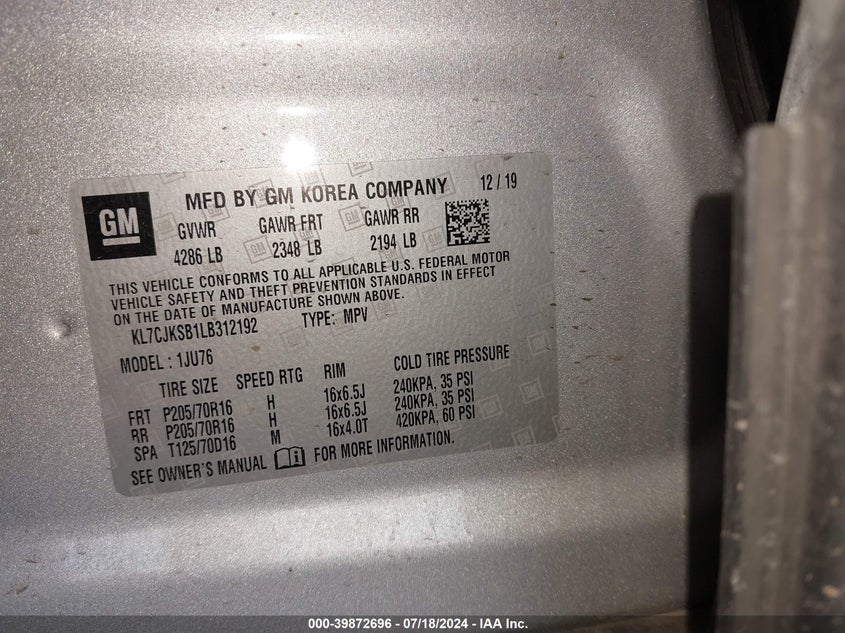 GM
MFD BY GM KOREA COMPANY 12/19
GVWR GAWR FRT GAWR RR
4286 LB 2348 LB 2194 LB
THIS VEHICLE CONFORMS TO ALL APPLICABLE U.S. FEDERAL MOTOR
VEHICLE SAFETY AND THEFT PREVENTION STANDARDS IN EFFECT
ON THE DATE OF MANUFACTURE SHOWN ABOVE.
KL7CJKSB1LB312192 TYPE: MPV
MODEL : 1JU76
TIRE SIZE SPEED RTG RIM COLD TIRE PRESSURE
FRT P205/70R16 H 16x6.5J 240KPA, 35 PSI
RR P205/70R16 H 16x6.5J 240KPA, 35 PSI
SPA T125/70D16 M 16x4.0T 420KPA, 60 PSI
SEE OWNER'S MANUAL FOR MORE INFORMATION.
000-39872696 - 07/18/2024 - IAA Inc.